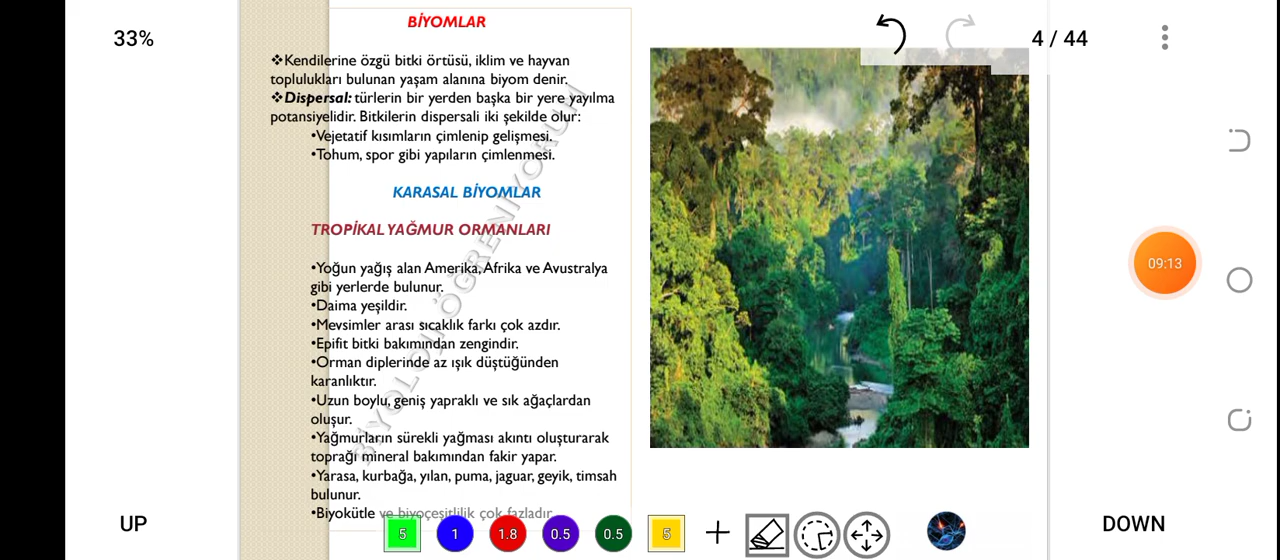 33%
4 / 44
BİYOMLAR
❖Kendilerine özgü bitki örtüsü, iklim ve hayvan
toplulukları bulunan yaşam alanına biyom denir.
❖Dispersal: türlerin bir yerden başka bir yere yayılma
potansiyelidir. Bitkilerin dispersali iki şekilde olur:
•Vejetatif kısımların çimlenip gelişmesi.
•Tohum, spor gibi yapıların çimlenmesi.
KARASAL BİYOMLAR
TROPİKAL YAĞMUR ORMANLARI
•Yoğun yağış alan Amerika, Afrika ve Avustralya
gibi yerlerde bulunur.
•Daima yeşildir.
•Mevsimler arası sıcaklık farkı çok azdır.
•Epifit bitki bakımından zengindir.
•Orman diplerinde az ışık düştüğünden
karanlıktır.
•Uzun boylu, geniş yapraklı ve sık ağaçlardan
oluşur.
•Yağmurların sürekli yağması akıntı oluşturarak
toprağı mineral bakımından fakir yapar.
•Yarasa, kurbağa, yılan, puma, jaguar, geyik, timsah
bulunur.
•Biyokütle ve biyoçeşitlilik çok fazladır.
BİYOLOJİ ÖĞRENİYORUM
09:13
UP
5 1 1.8 0.5 0.5 5
DOWN